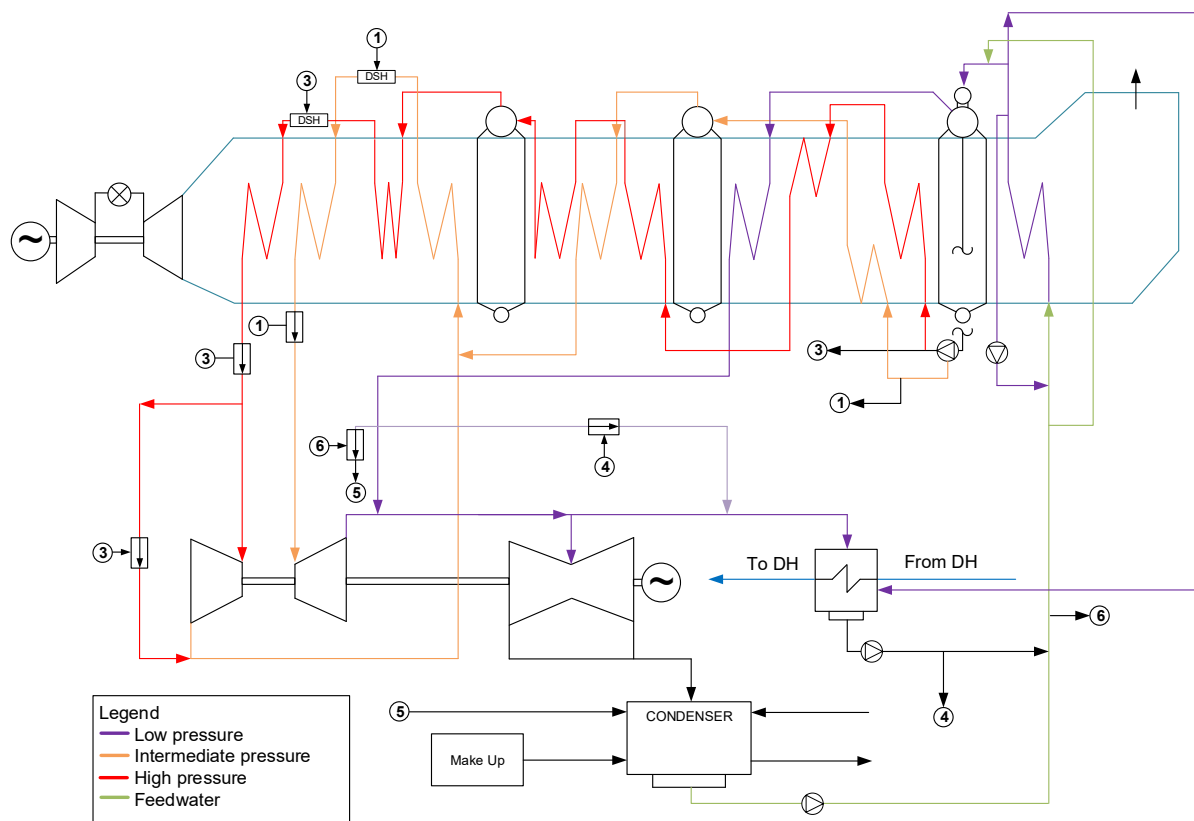 1
3
DSH
DSH
~
1
3
3
1
6
4
5
3
~
To DH
From DH
6
4
5
CONDENSER
Make Up
Legend
Low pressure
Intermediate pressure
High pressure
Feedwater